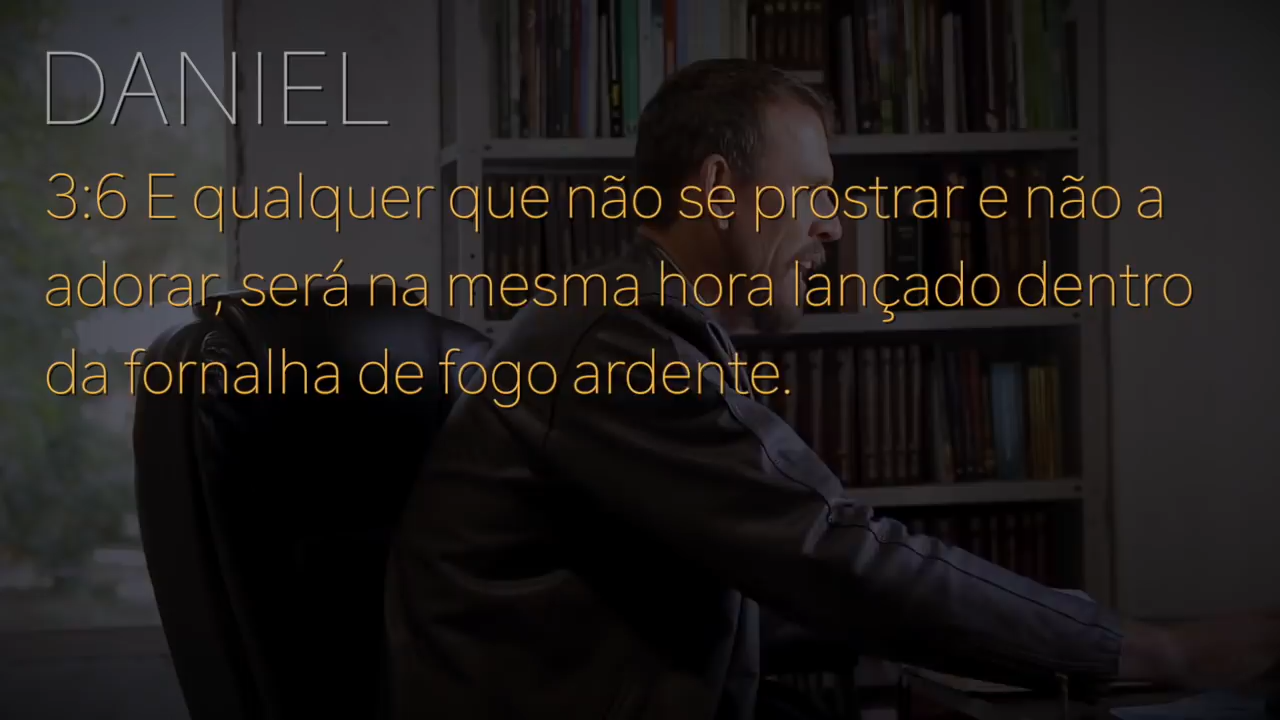 DANIEL
3:6 E qualquer que não se prostrar e não a
adorar, será na mesma hora lançado dentro
da fornalha de fogo ardente.